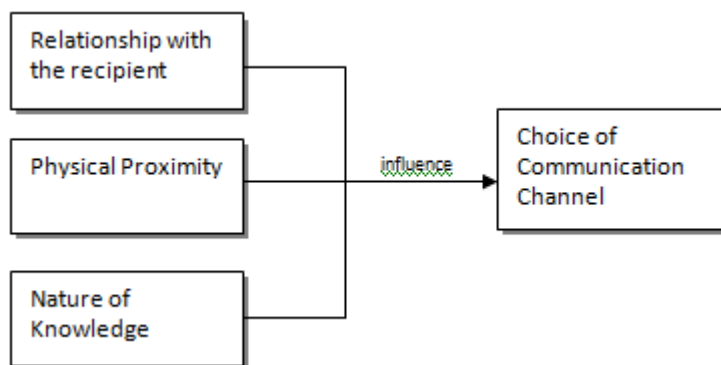 Relationship with
the recipient
Physical Proximity
influence
Choice of
Communication
Channel
Nature of
Knowledge